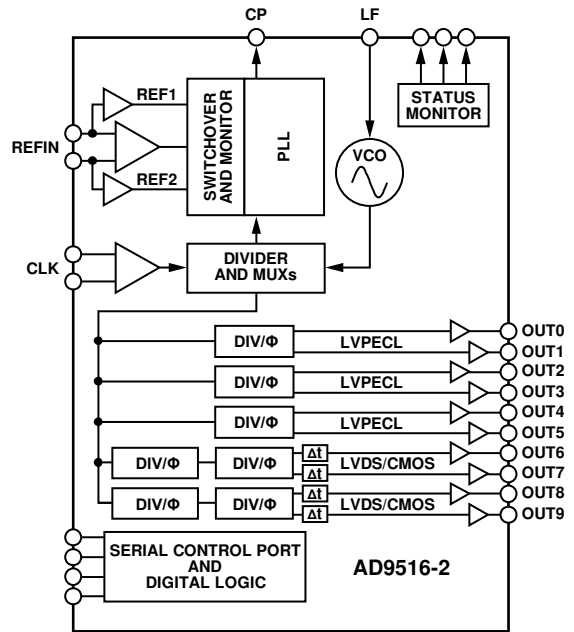 CP
LF
REF1
REF2
REFIN
SWITCHOVER
AND MONITOR
PLL
VCO
STATUS
MONITOR
CLK
DIVIDER
AND MUXs
DIV/Φ
LVPECL
OUT0
OUT1
DIV/Φ
LVPECL
OUT2
OUT3
DIV/Φ
LVPECL
OUT4
OUT5
DIV/Φ
DIV/Φ
Δt
Δt
LVDS/CMOS
OUT6
OUT7
DIV/Φ
DIV/Φ
Δt
Δt
LVDS/CMOS
OUT8
OUT9
SERIAL CONTROL PORT
AND
DIGITAL LOGIC
AD9516-2